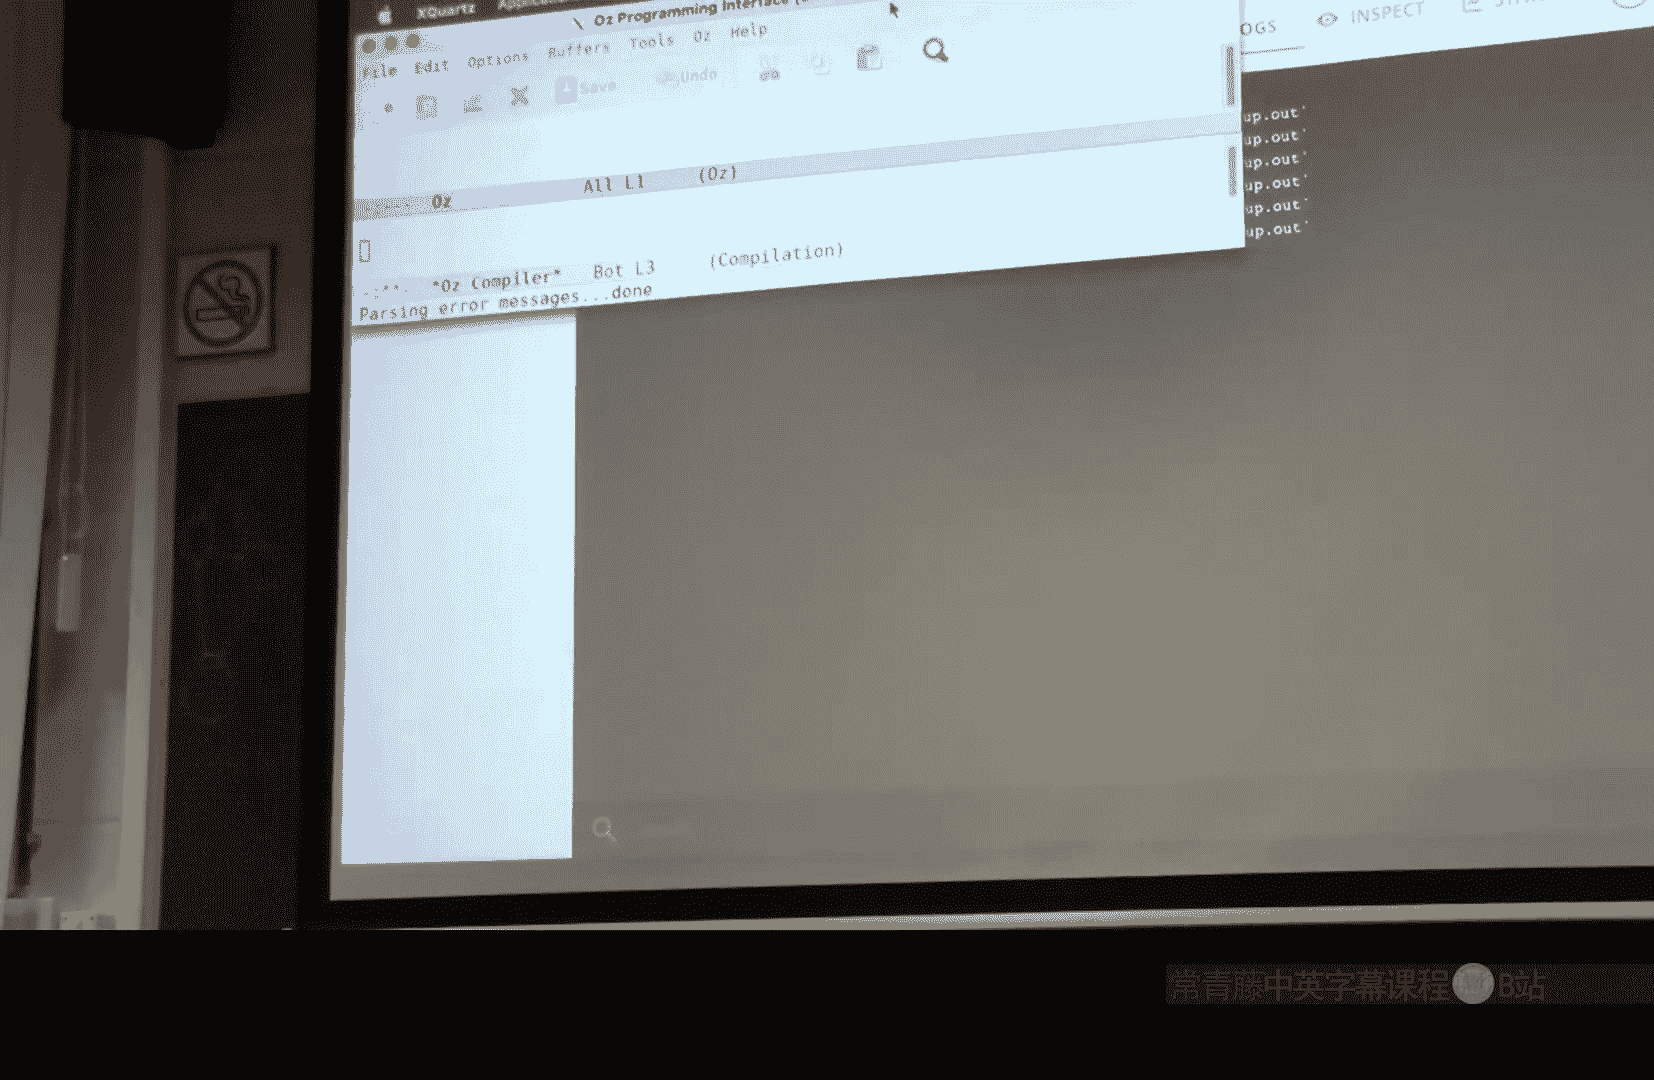 XQuartz
Oz Programming Interface
File Edit Options Buffers Tools Oz Help
Save Undo
Oz All L1 (Oz)
*Oz Compiler* Bot L3 (Compilation)
Parsing error messages...done
OGS INSPECT
up.out`
up.out`
up.out`
up.out`
up.out`
up.out`
常青藤中英字幕课程 B站